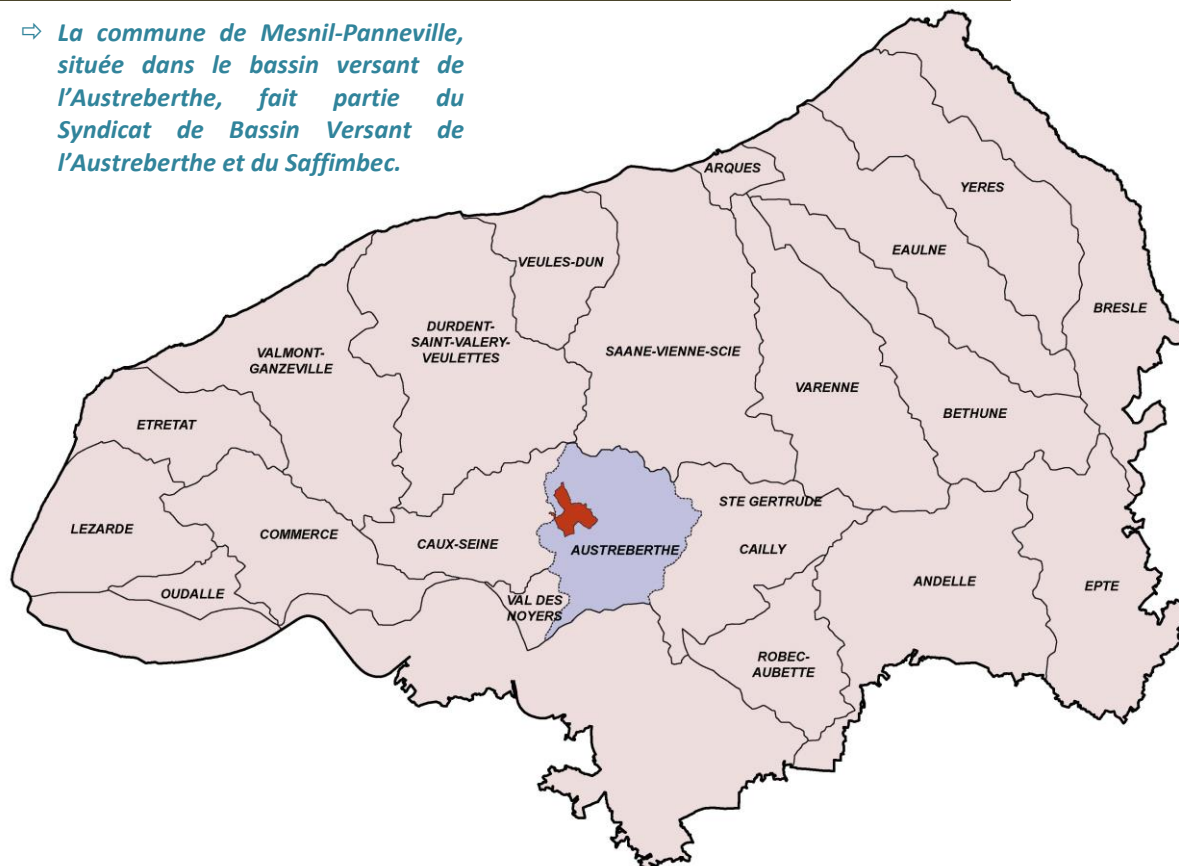 ⇨ La commune de Mesnil-Panneville,
située dans le bassin versant de
l'Austreberthe, fait partie du
Syndicat de Bassin Versant de
l'Austreberthe et du Saffimbec.
ARQUES
YERES
EAULNE
VEULES-DUN
BRESLE
DURDENT-
SAINT-VALERY-
VEULETTES
SAANE-VIENNE-SCIE
VALMONT-
GANZEVILLE
VARENNE
BETHUNE
ETRETAT
STE GERTRUDE
LEZARDE
COMMERCE
CAUX-SEINE
AUSTREBERTHE
CAILLY
ANDELLE
EPTE
OUDALLE
VAL DES
NOYERS
ROBEC-
AUBETTE